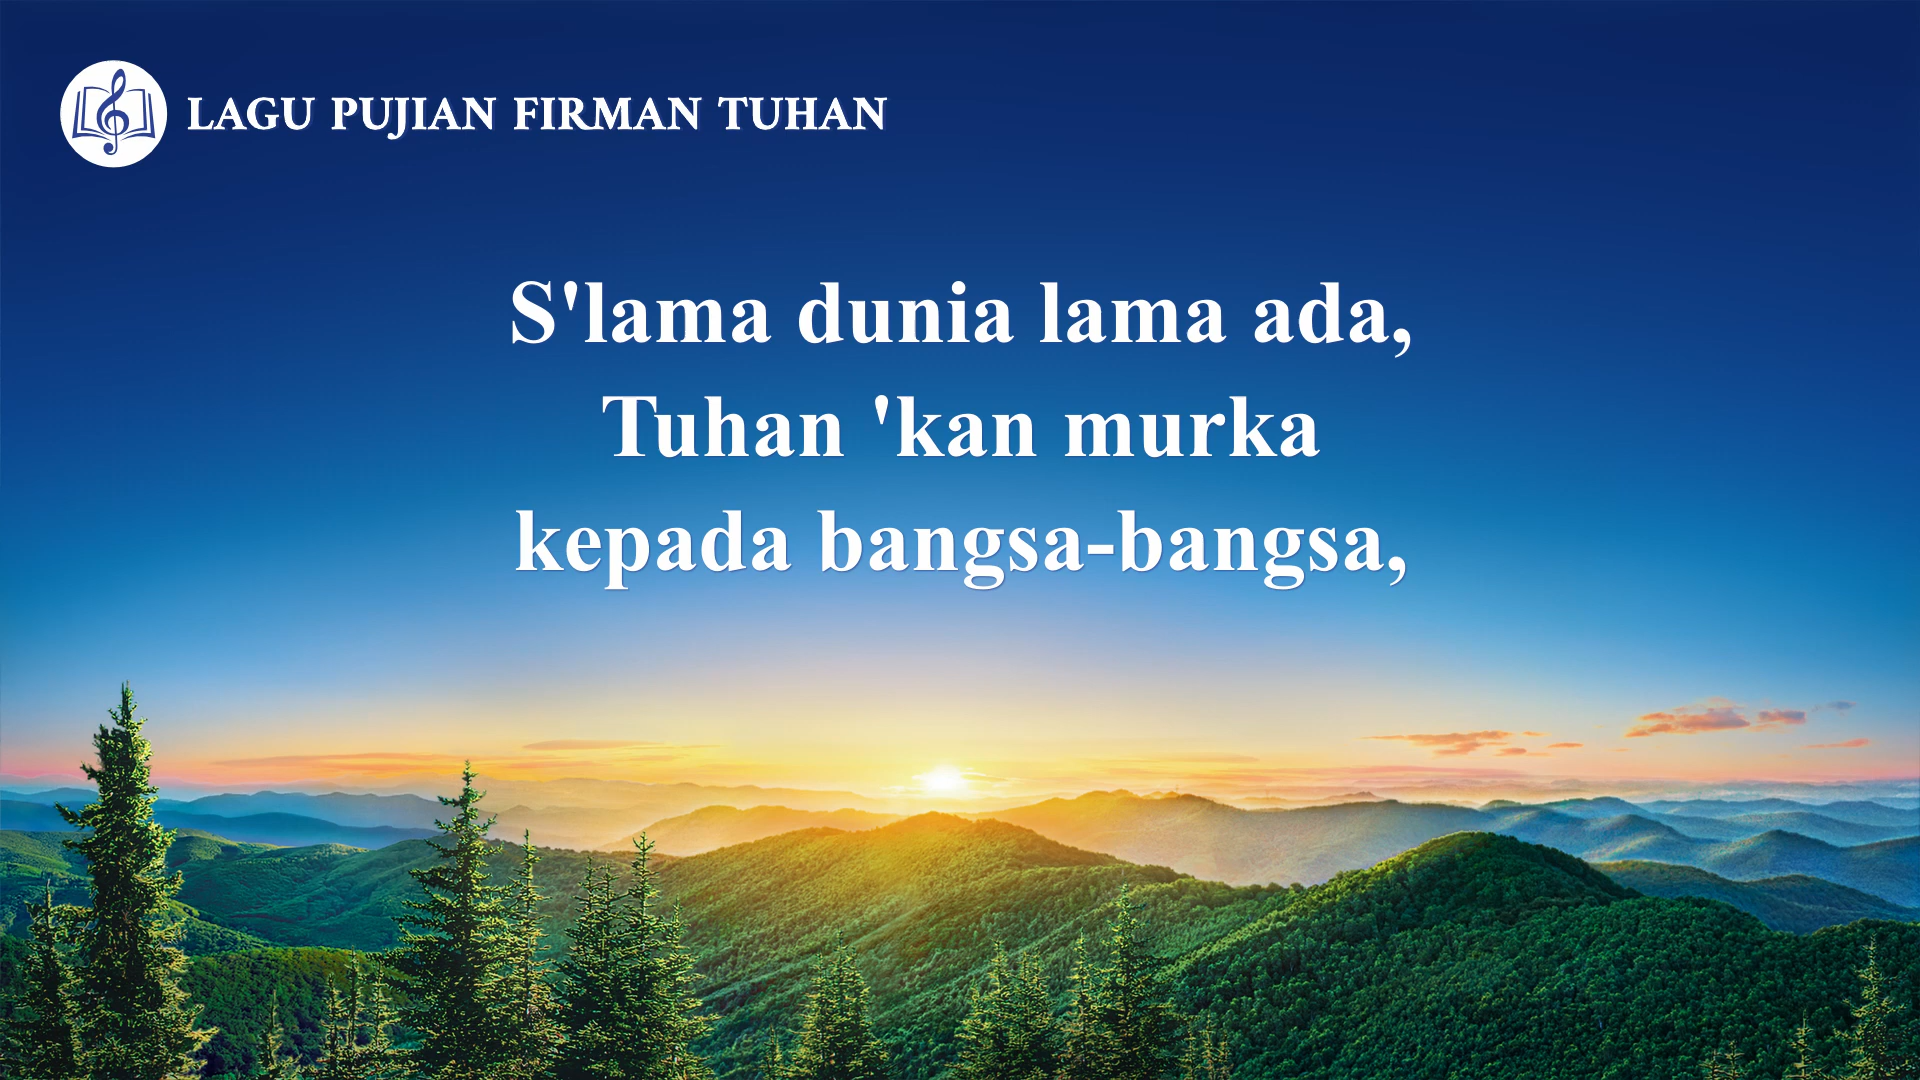 LAGU PUJIAN FIRMAN TUHAN
S'lama dunia lama ada,
Tuhan 'kan murka
kepada bangsa-bangsa,